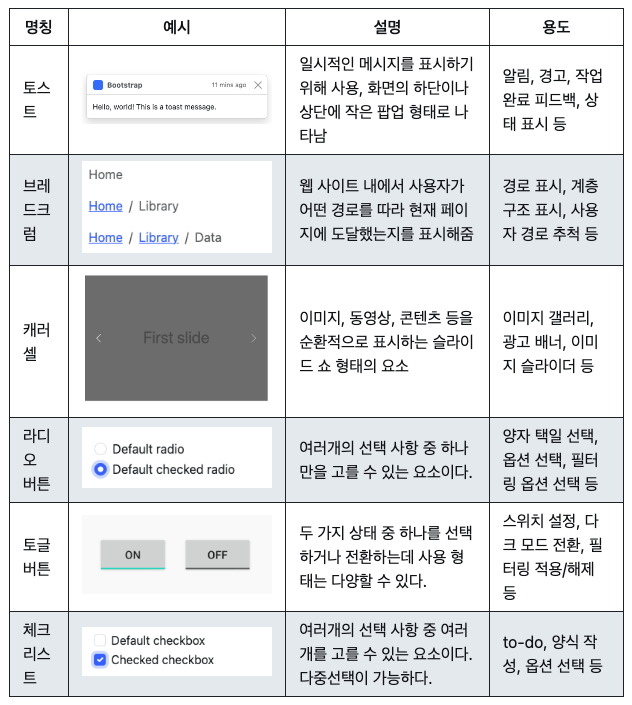 명칭
예시
설명
용도
토스
트
Bootstrap
11 mins ago
Hello, world! This is a toast message.
일시적인 메시지를 표시하기
위해 사용, 화면의 하단이나
상단에 작은 팝업 형태로 나
타남
알림, 경고, 작업
완료 피드백, 상
태 표시 등
브레
드크
럼
Home
Home / Library
Home / Library / Data
웹 사이트 내에서 사용자가
어떤 경로를 따라 현재 페이
지에 도달했는지를 표시해줌
경로 표시, 계층
구조 표시, 사용
자 경로 추적 등
캐러
셀
First slide
이미지, 동영상, 콘텐츠 등을
순환적으로 표시하는 슬라이
드 쇼 형태의 요소
이미지 갤러리,
광고 배너, 이미
지 슬라이더 등
라디
오
버튼
Default radio
Default checked radio
여러개의 선택 사항 중 하나
만을 고를 수 있는 요소이다.
양자 택일 선택,
옵션 선택, 필터
링 옵션 선택 등
토글
버튼
ON
OFF
두 가지 상태 중 하나를 선택
하거나 전환하는데 사용 형
태는 다양할 수 있다.
스위치 설정, 다
크 모드 전환, 필
터링 적용/해제
등
체크
리스
트
Default checkbox
Checked checkbox
여러개의 선택 사항 중 여러
개를 고를 수 있는 요소이다.
다중선택이 가능하다.
to-do, 양식 작
성, 옵션 선택 등